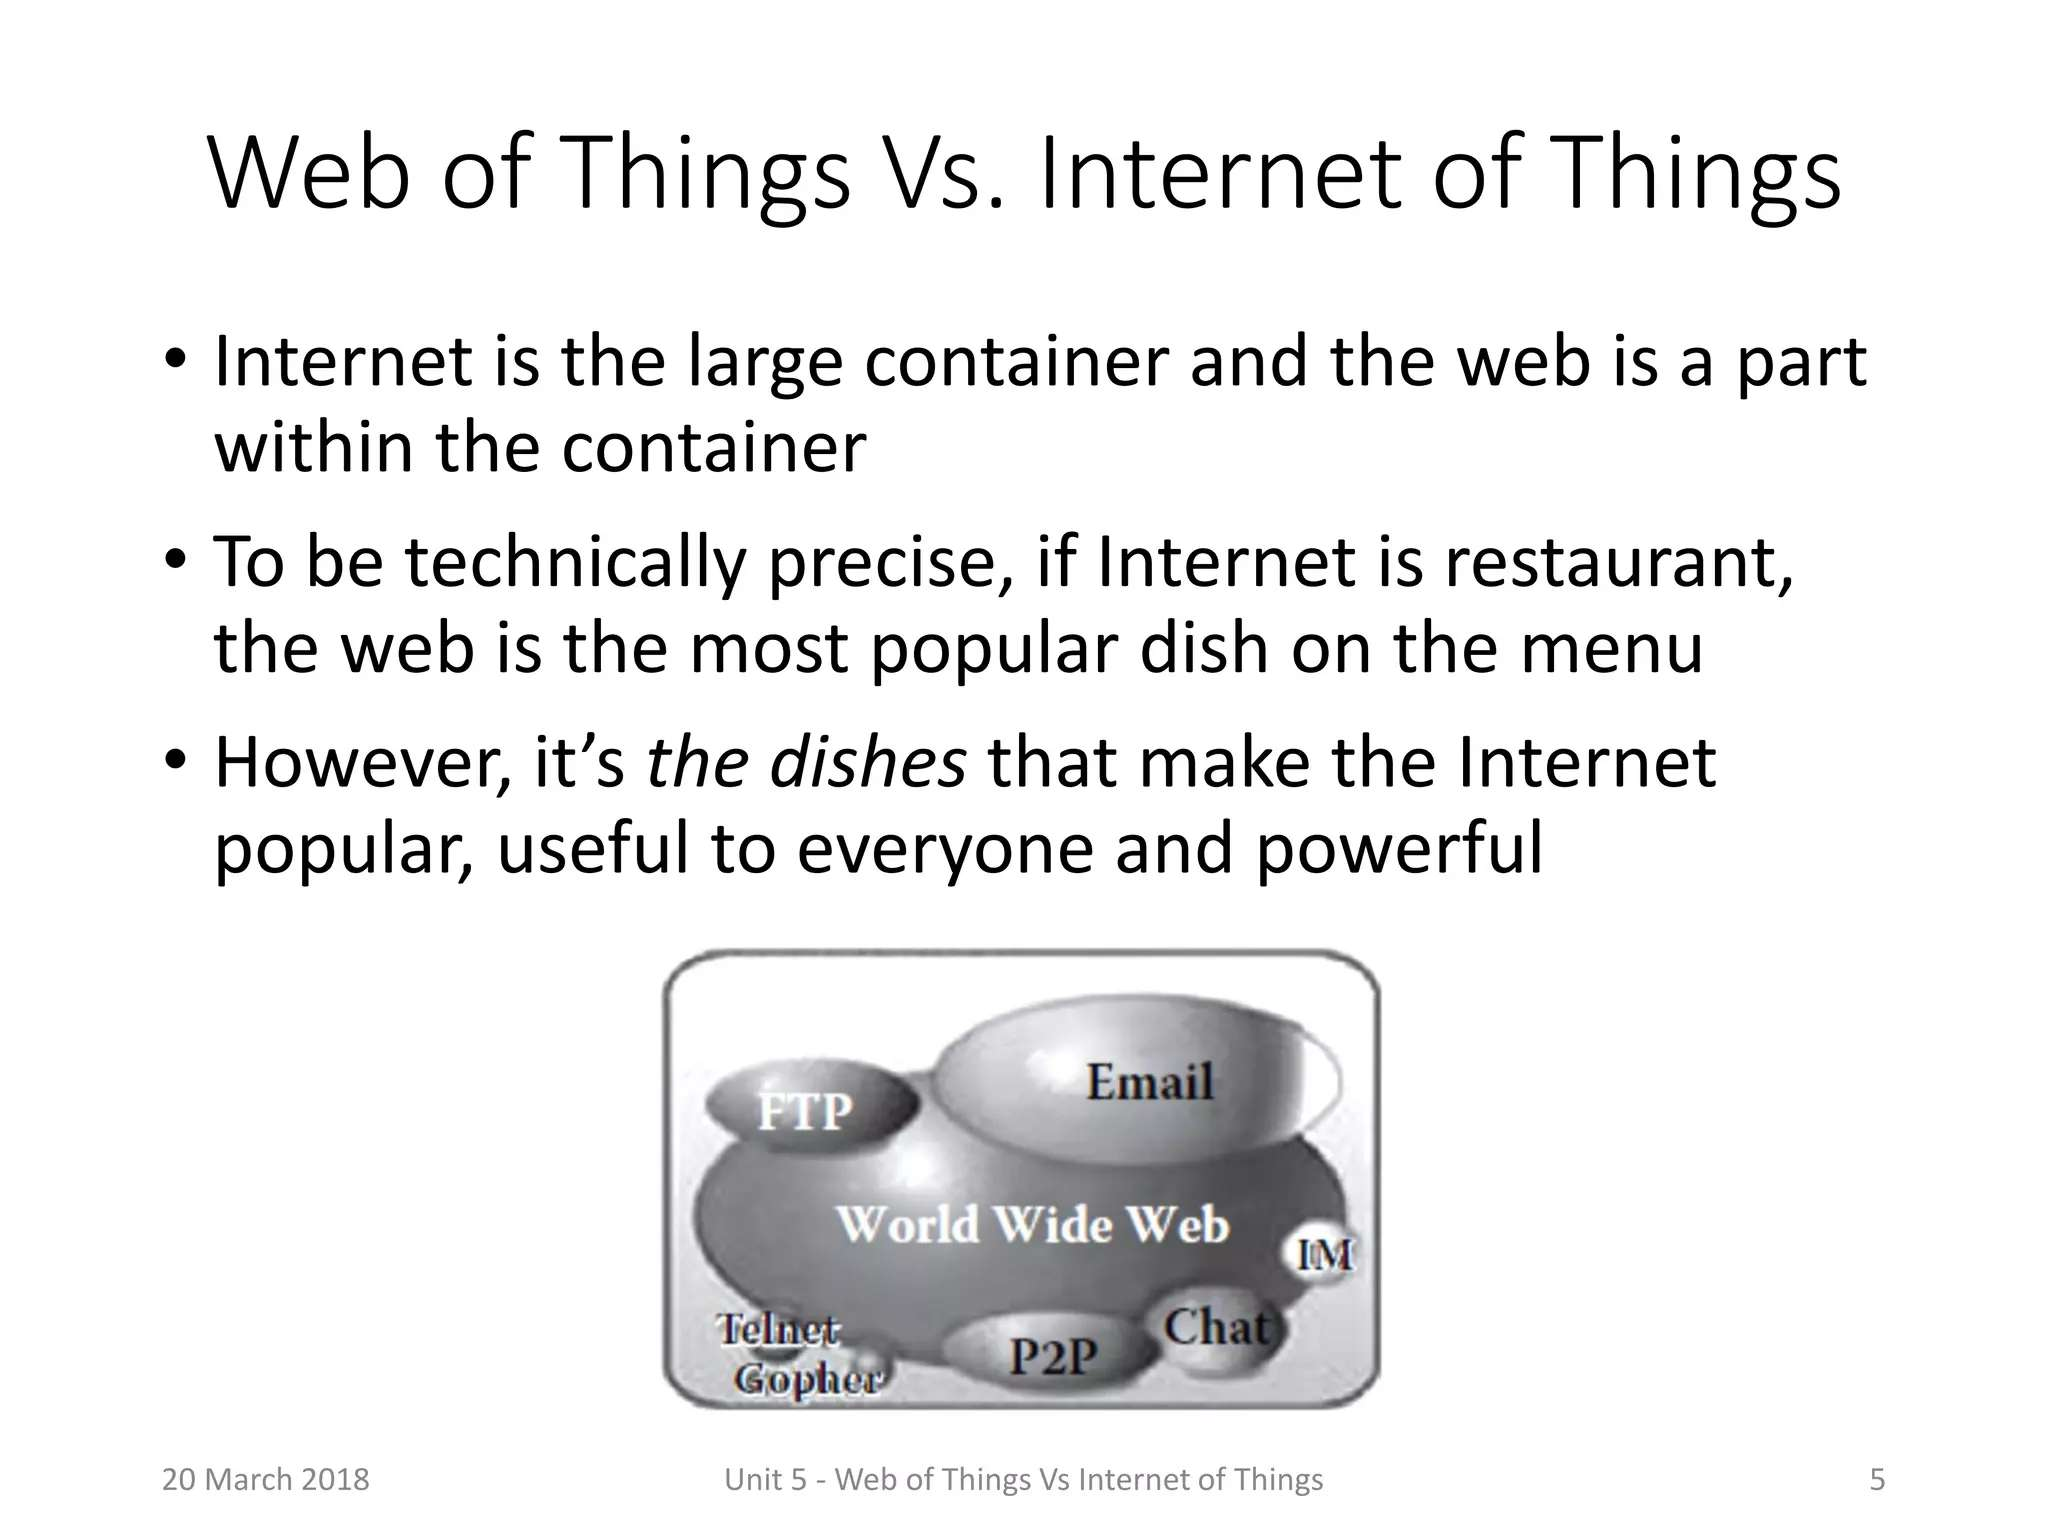 Web of Things Vs. Internet of Things
• Internet is the large container and the web is a part
within the container
• To be technically precise, if Internet is restaurant,
the web is the most popular dish on the menu
• However, it’s the dishes that make the Internet
popular, useful to everyone and powerful
Email
FTP
World Wide Web
IM
Telnet
Chat
P2P
Gopher
20 March 2018
Unit 5 - Web of Things Vs Internet of Things
5